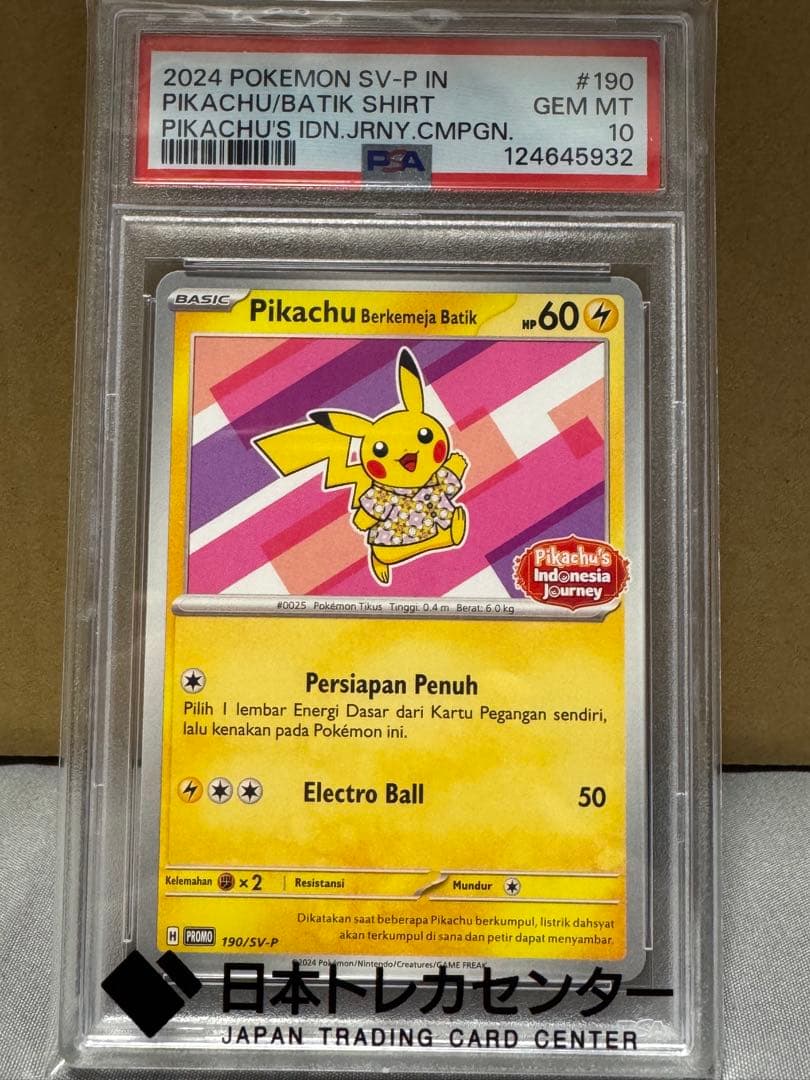 2024 POKEMON SV-P IN #190
PIKACHU/BATIK SHIRT GEM MT
PIKACHU'S IDN.JRNY.CMPGN. 10
PSA 124645932
BASIC Pikachu Berkemeja Batik HP60
Pikachu's
Indonesia
Journey
#0025 Pokémon Tikus Tinggi: 0.4 m Berat: 6.0 kg
Persiapan Penuh
Pilih 1 lembar Energi Dasar dari Kartu Pegangan sendiri,
lalu kenakan pada Pokémon ini.
Electro Ball 50
Kelemahan ×2 Resistansi Mundur
Dikatakan saat beberapa Pikachu berkumpul, listrik dahsyat
akan terkumpul di sana dan petir dapat menyambar.
H PROMO 190/SV-P
©2024 Pokémon/Nintendo/Creatures/GAME FREAK
日本トレカセンター
JAPAN TRADING CARD CENTER